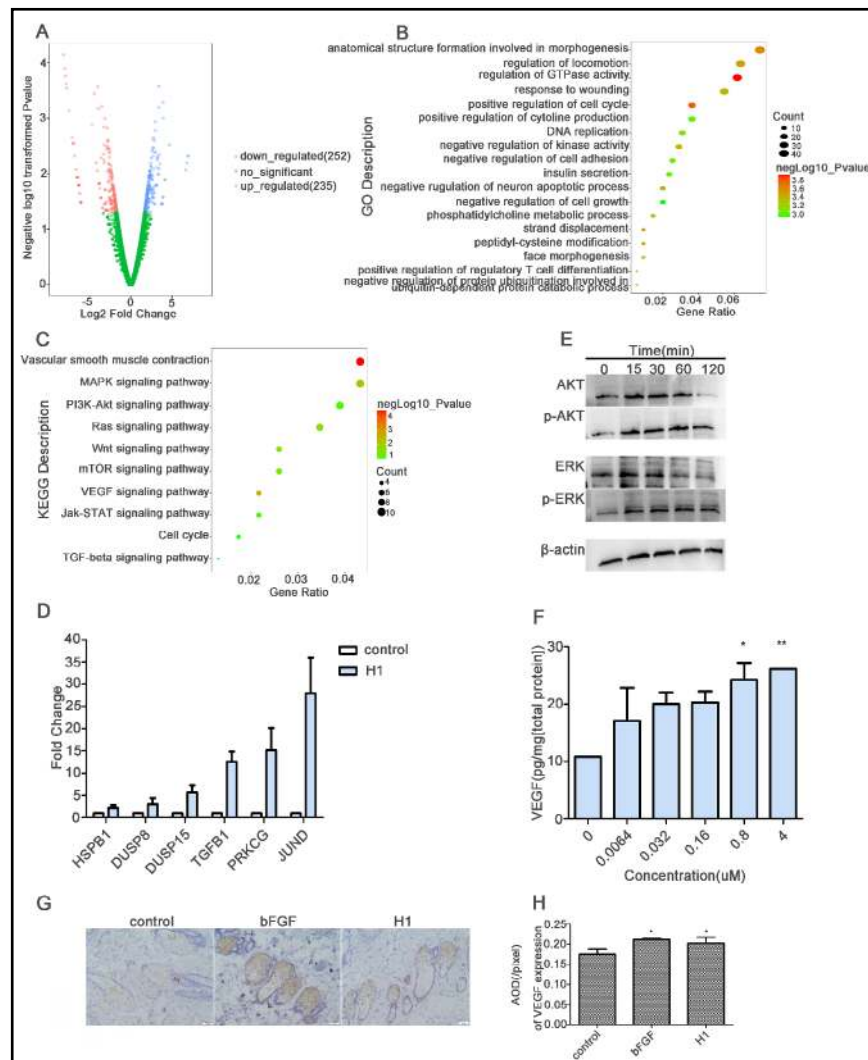 A
Negative log10 transformed Pvalue
4
3
2
1
0
-5
0
5
Log2 Fold Change
down_regulated(252)
no_significant
up_regulated(235)
B
GO Description
anatomical structure formation involved in morphogenesis
regulation of locomotion
regulation of GTPase activity
response to wounding
positive regulation of cell cycle
positive regulation of cytoline production
DNA replication
negative regulation of kinase activity
negative regulation of cell adhesion
insulin secretion
negative rugulation of neuron apoptotic process
negative regulation of cell growth
phosphatidylcholine metabolic process
strand displacement
peptidyl-cysteine modification
face morphogenesis
positive regulation of regulatory T cell differentiation
negative regulation of protein ubiquitination involved in
ubiquitin-dependent protein catabolic process
0.02 0.04 0.06
Gene Ratio
Count
10
20
30
40
negLog10_Pvalue
3.8
3.6
3.4
3.2
3.0
C
KEGG Description
Vascular smooth muscle contraction
MAPK signaling pathway
PI3K-Akt signaling pathway
Ras signaling pathway
Wnt signaling pathway
mTOR signaling pathway
VEGF signaling pathway
Jak-STAT signaling pathway
Cell cycle
TGF-beta signaling pathway
0.02 0.03 0.04
Gene Ratio
negLog10_Pvalue
4
3
2
1
Count
4
6
8
10
E
Time(min)
0 15 30 60 120
AKT
p-AKT
ERK
p-ERK
β-actin
D
Fold Change
40
35
30
25
20
15
10
5
0
HSPB1 DUSP8 DUSP15 TGFB1 PRKCG JUND
control
H1
F
VEGF(pg/mg[total protein])
30
20
10
0
* **
0 0.0064 0.032 0.16 0.8 4
Concentration(uM)
G
control bFGF H1
H
AOD(/pixel)
of VEGF expression
0.25
0.20
0.15
0.10
0.05
0.00
control bFGF H1